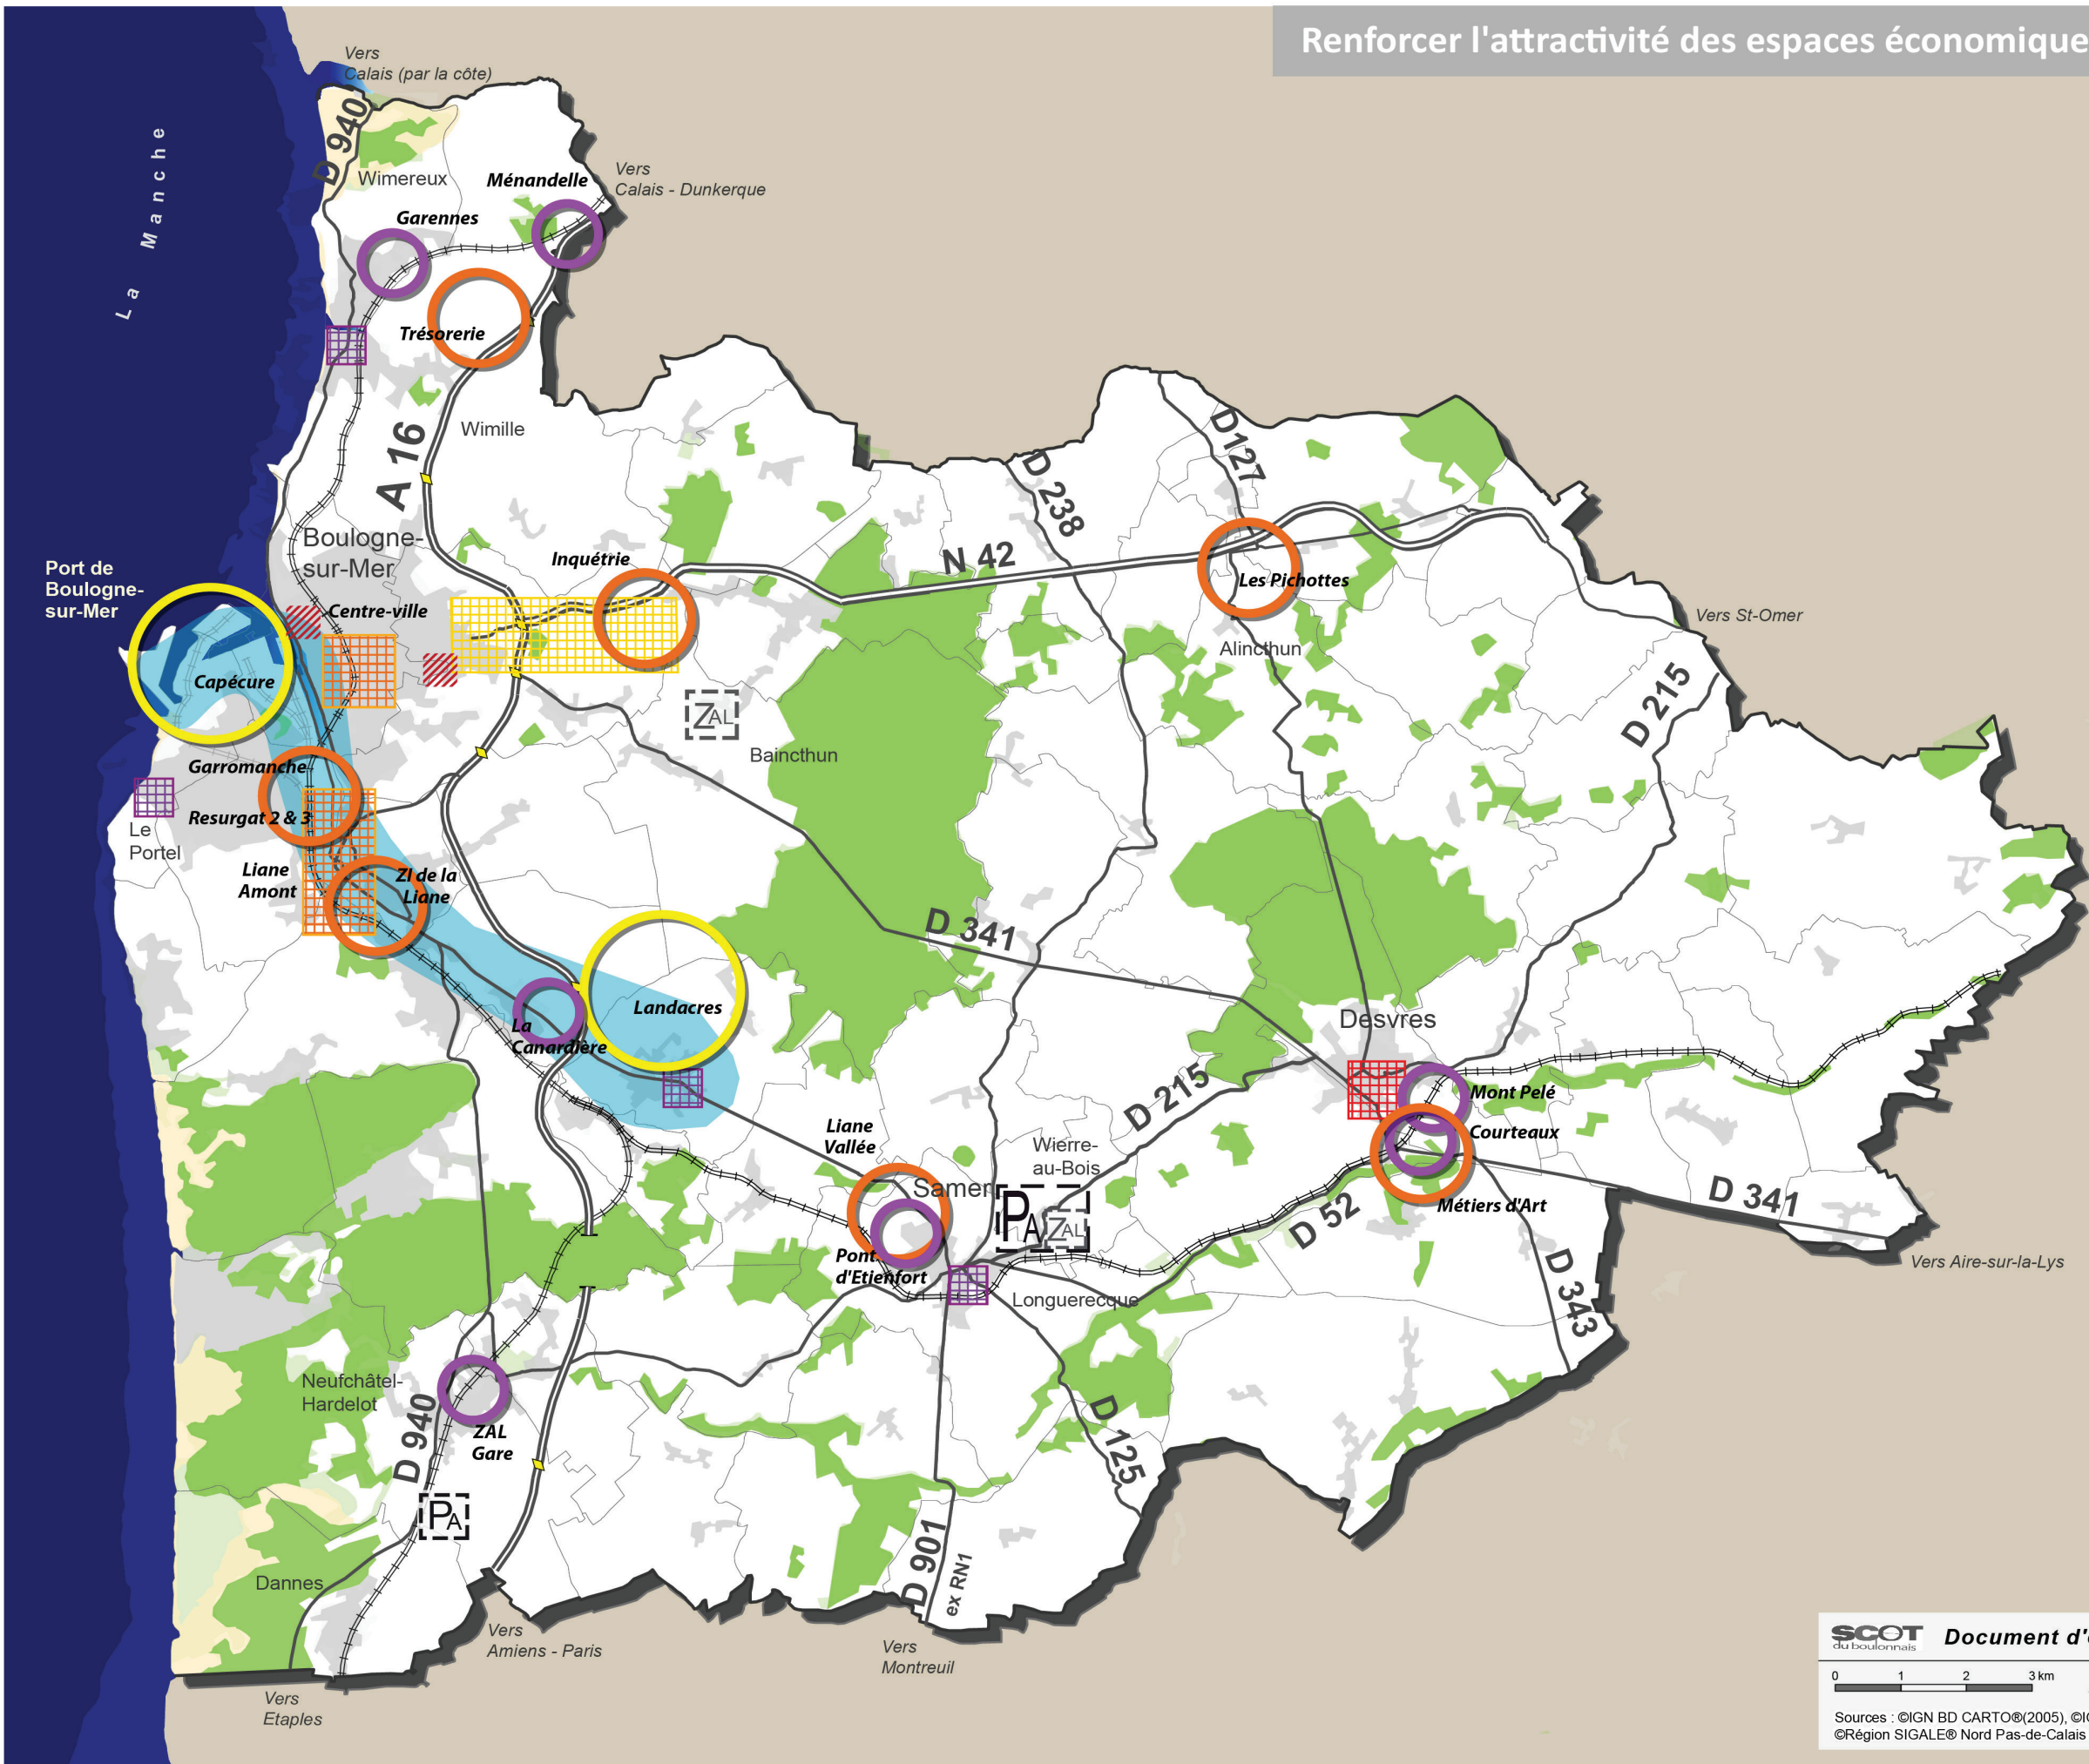 Renforcer l'attractivité des espaces économique
Vers
Calais (par la côte)
D 940
Wimereux
Ménandelle
Vers
Calais - Dunkerque
Garennes
La Manche
Trésorerie
A 16
Wimille
D127
D 238
Boulogne-
sur-Mer
Inquétrie
N 42
Port de
Boulogne-
sur-Mer
Les Pichottes
Centre-ville
Vers St-Omer
Alincthun
Capécure
D 215
ZAL
Baincthun
Garromanche
Resurgat 2 & 3
Le
Portel
Liane
Amont
ZI de la
Liane
D 341
Landacres
La
Canardière
Desvres
Mont Pelé
D 215
Liane
Vallée
Courteaux
Wierre-
au-Bois
Samer
PA
ZAL
Métiers d'Art
D 341
D 52
Pont
d'Etienfort
Vers Aire-sur-la-Lys
Longuerecque
D 343
Neufchâtel-
Hardelot
D 940
ZAL
Gare
D 125
PA
D 901
ex RN1
Dannes
Vers
Amiens - Paris
Vers
Montreuil
Vers
Etaples
SCOT
du boulonnais
Document d'
0 1 2 3 km
Sources : ©IGN BD CARTO®(2005), ©IG
©Région SIGALE® Nord Pas-de-Calais